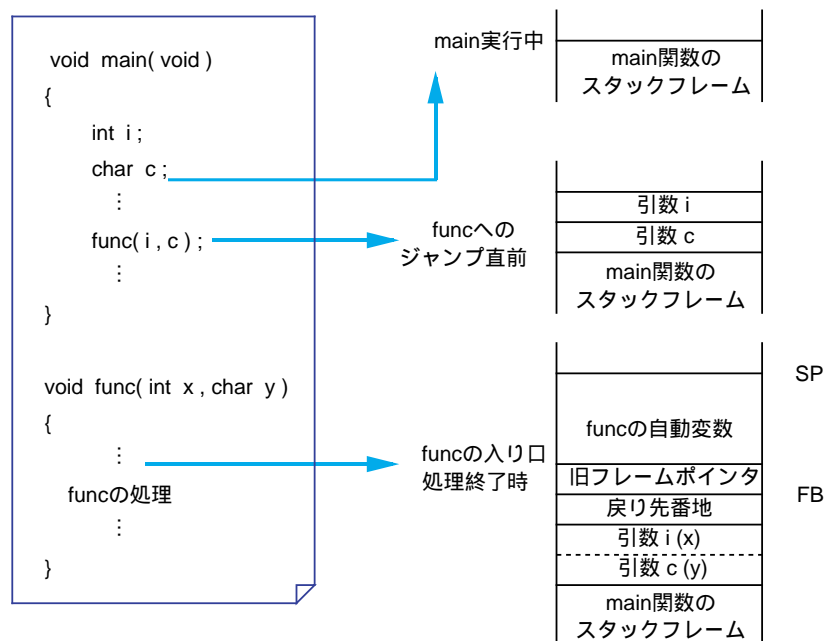 void main( void )
{
int i ;
char c ;
⋮
func( i , c ) ;
⋮
}
void func( int x , char y )
{
⋮
funcの処理
⋮
}
main実行中
main関数の
スタックフレーム
funcへの
ジャンプ直前
引数 i
引数 c
main関数の
スタックフレーム
funcの入り口
処理終了時
SP
funcの自動変数
旧フレームポインタ
FB
戻り先番地
引数 i (x)
引数 c (y)
main関数の
スタックフレーム